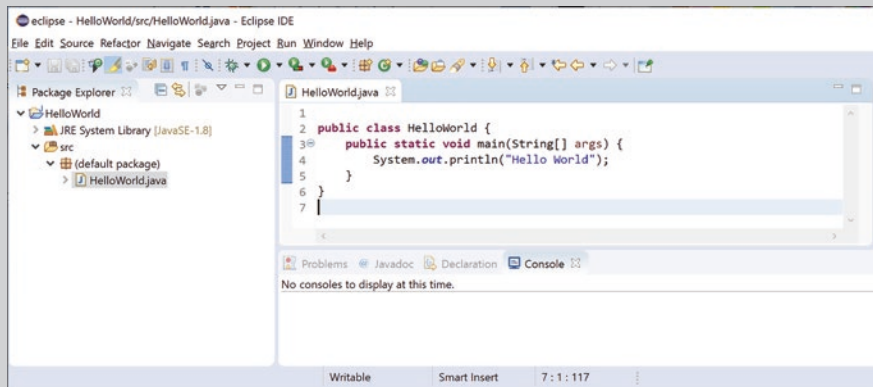 eclipse - HelloWorld/src/HelloWorld.java - Eclipse IDE
File Edit Source Refactor Navigate Search Project Run Window Help
Package Explorer
HelloWorld
JRE System Library [JavaSE-1.8]
src
(default package)
HelloWorld.java
HelloWorld.java
1
2 public class HelloWorld {
3 public static void main(String[] args) {
4 System.out.println("Hello World");
5 }
6 }
7
Problems Javadoc Declaration Console
No consoles to display at this time.
Writable Smart Insert 7 : 1 : 117